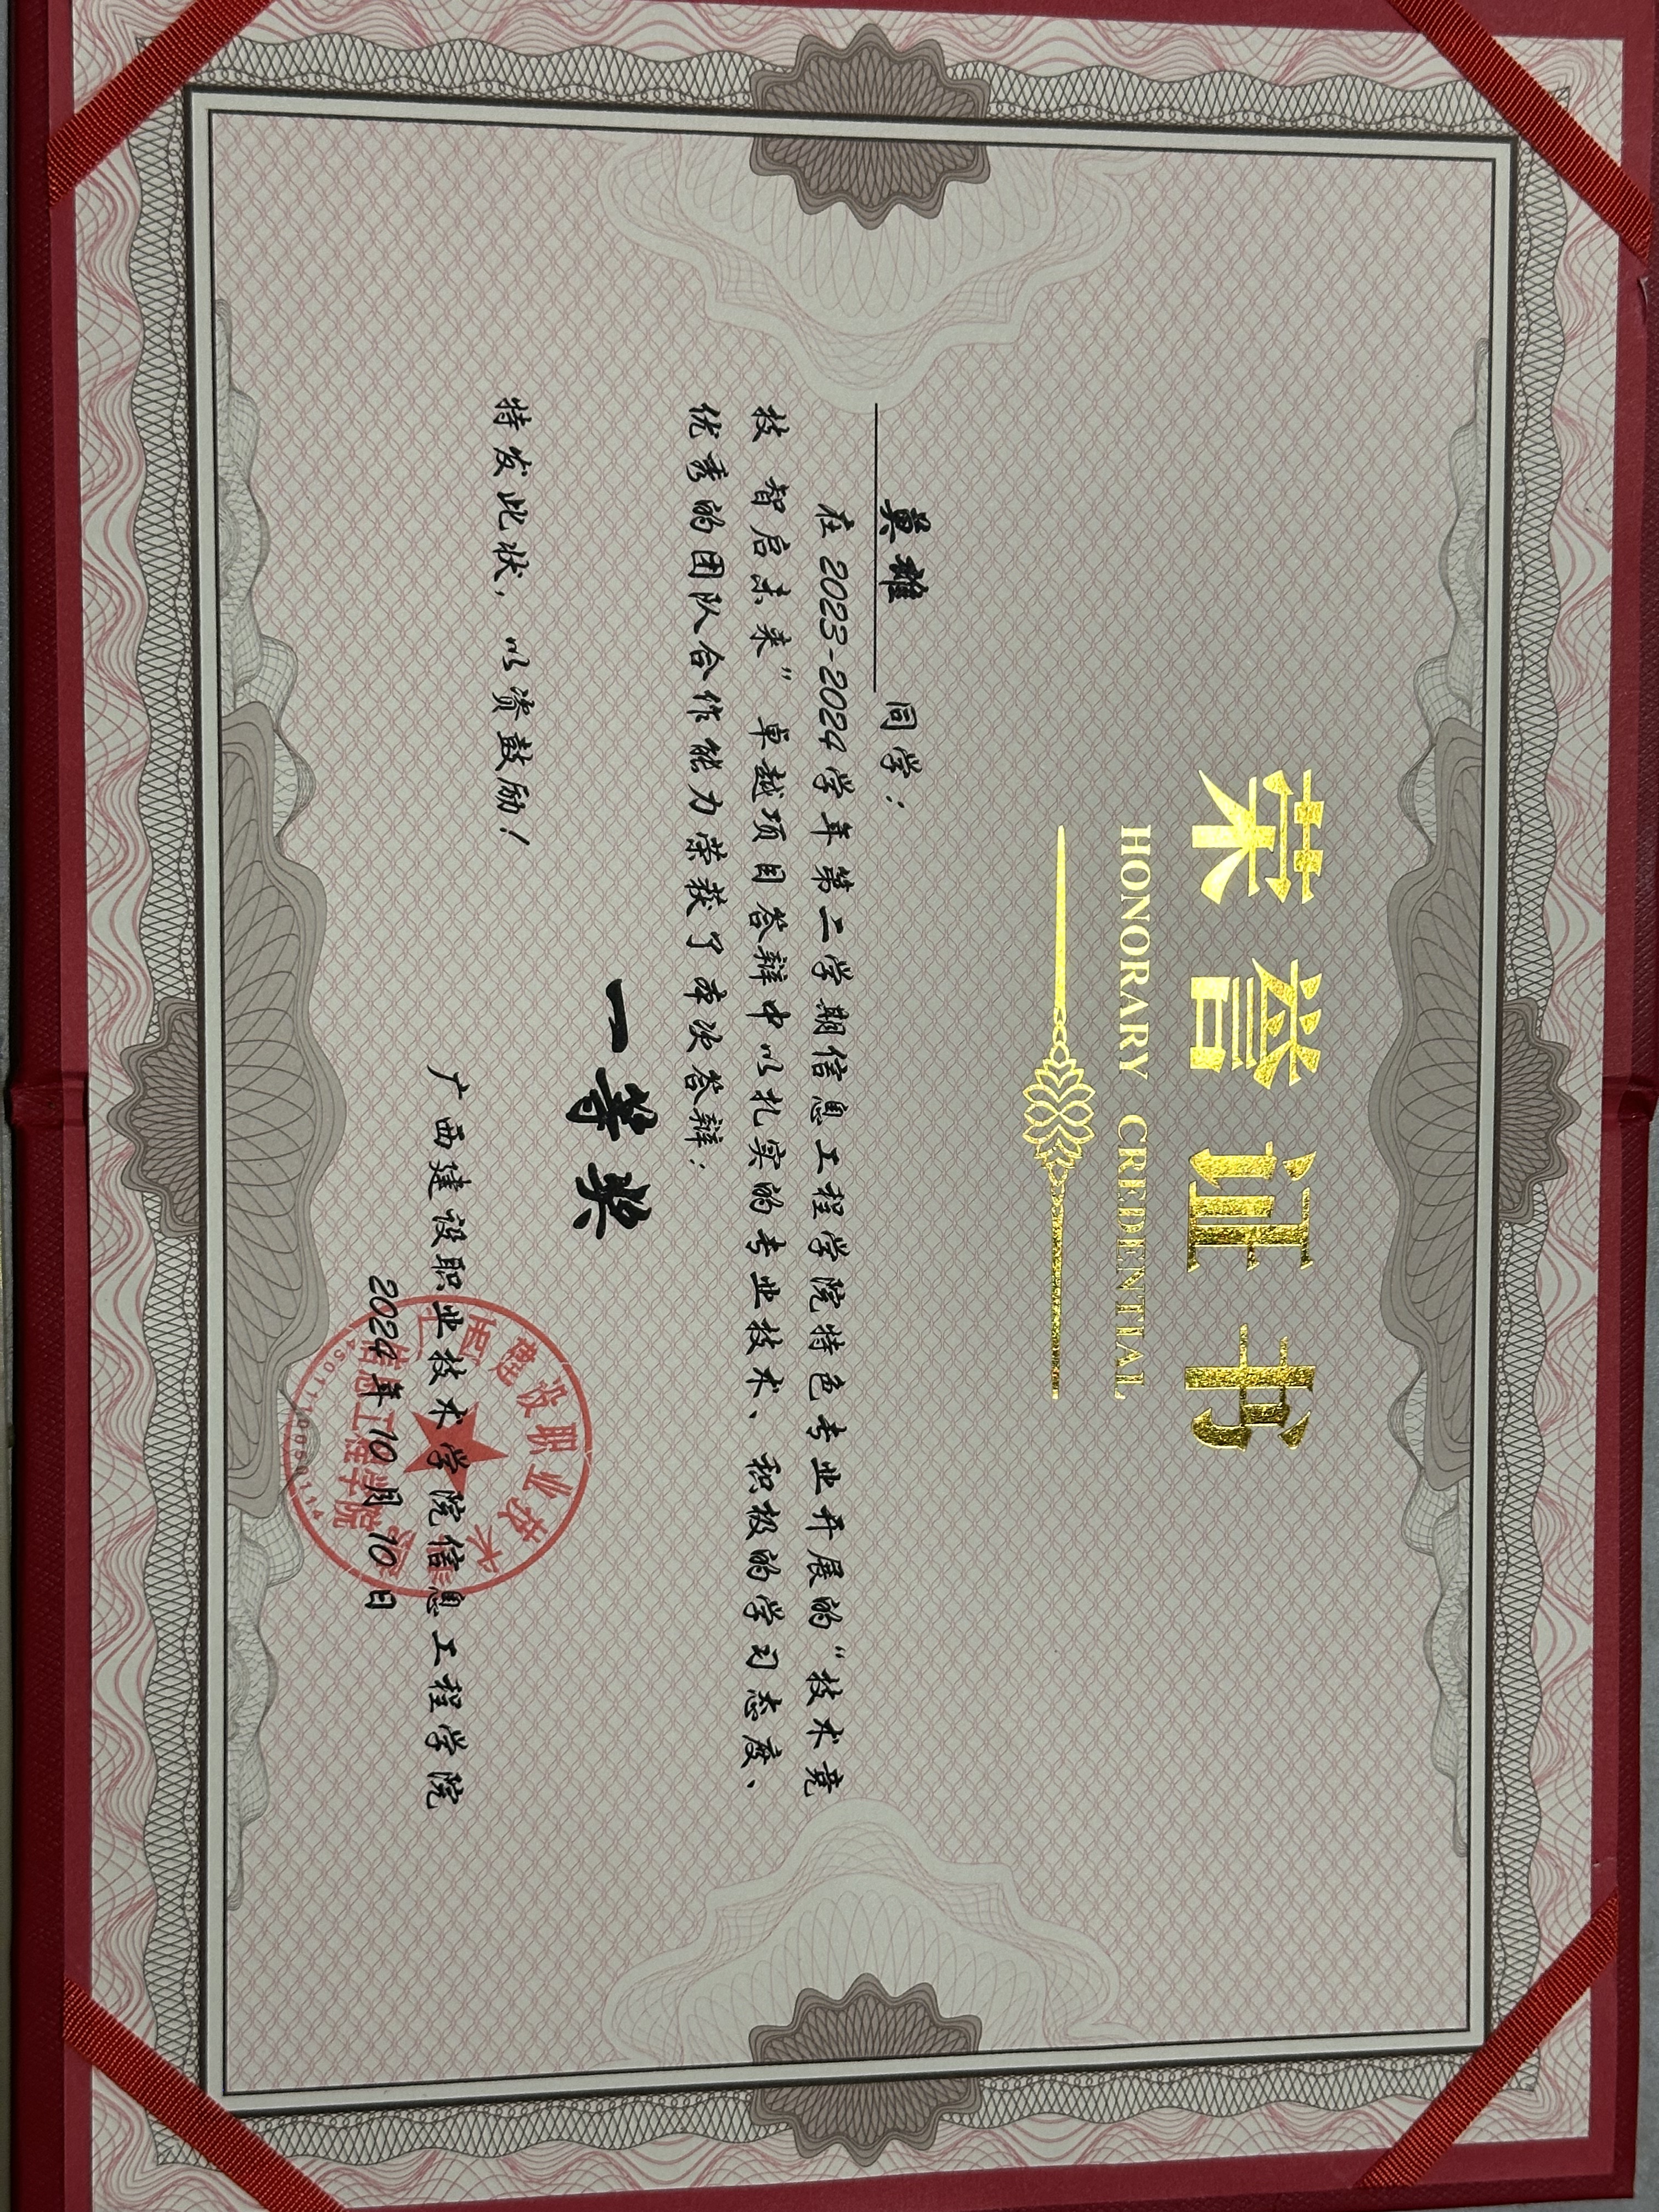 荣誉证书
HONORARY CREDENTIAL
莫雄 同学：
在2023-2024学年第二学期信息工程学院特色专业开展的“技术竞
技 智启未来”卓越项目答辩中以扎实的专业技术、积极的学习态度、
优秀的团队合作能力荣获了本次答辩：
一等奖
特发此状，以资鼓励！
广西建设职业技术学院信息工程学院
2024年10月10日
广西建设职业技术学院
信息工程学院
4501110050114